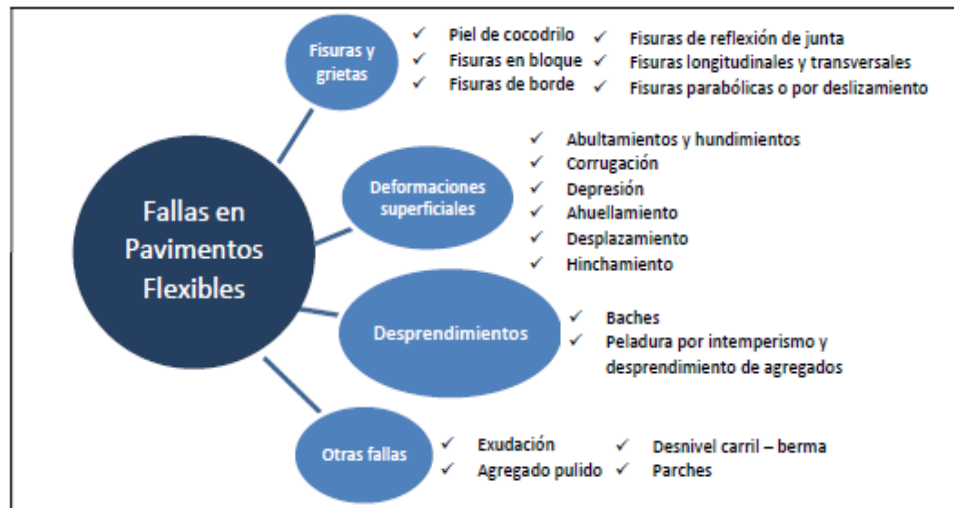 Fallas en
Pavimentos
Flexibles
Fisuras y
grietas
✓ Piel de cocodrilo
✓ Fisuras en bloque
✓ Fisuras de borde
✓ Fisuras de reflexión de junta
✓ Fisuras longitudinales y transversales
✓ Fisuras parabólicas o por deslizamiento
Deformaciones
superficiales
✓ Abultamientos y hundimientos
✓ Corrugación
✓ Depresión
✓ Ahuellamiento
✓ Desplazamiento
✓ Hinchamiento
Desprendimientos
✓ Baches
✓ Peladura por intemperismo y
desprendimiento de agregados
Otras fallas
✓ Exudación
✓ Agregado pulido
✓ Desnivel carril – berma
✓ Parches